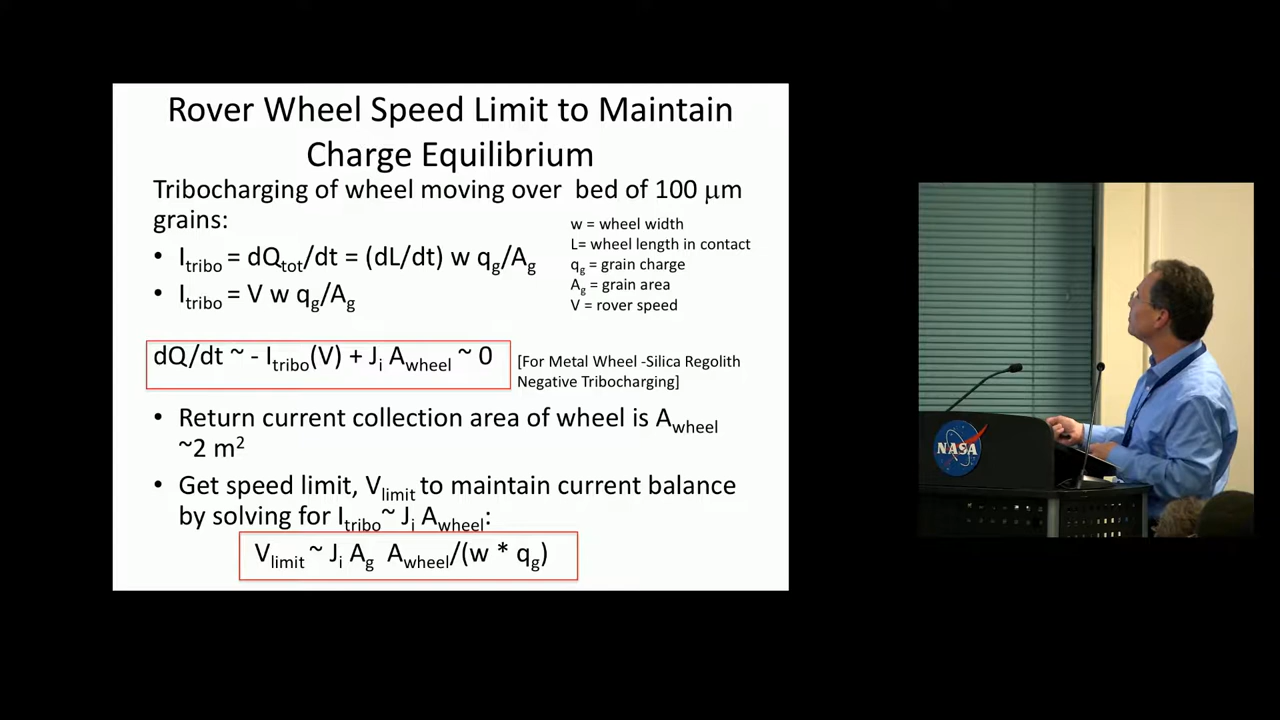 Rover Wheel Speed Limit to Maintain
Charge Equilibrium
Tribocharging of wheel moving over bed of 100 μm
grains:
• I_tribo = dQ_tot/dt = (dL/dt) w q_g/A_g
• I_tribo = V w q_g/A_g
w = wheel width
L= wheel length in contact
q_g = grain charge
A_g = grain area
V = rover speed
dQ/dt ~ - I_tribo(V) + J_i A_wheel ~ 0
[For Metal Wheel -Silica Regolith
Negative Tribocharging]
• Return current collection area of wheel is A_wheel
~2 m²
• Get speed limit, V_limit to maintain current balance
by solving for I_tribo~ J_i A_wheel:
V_limit ~ J_i A_g A_wheel/(w * q_g)
NASA